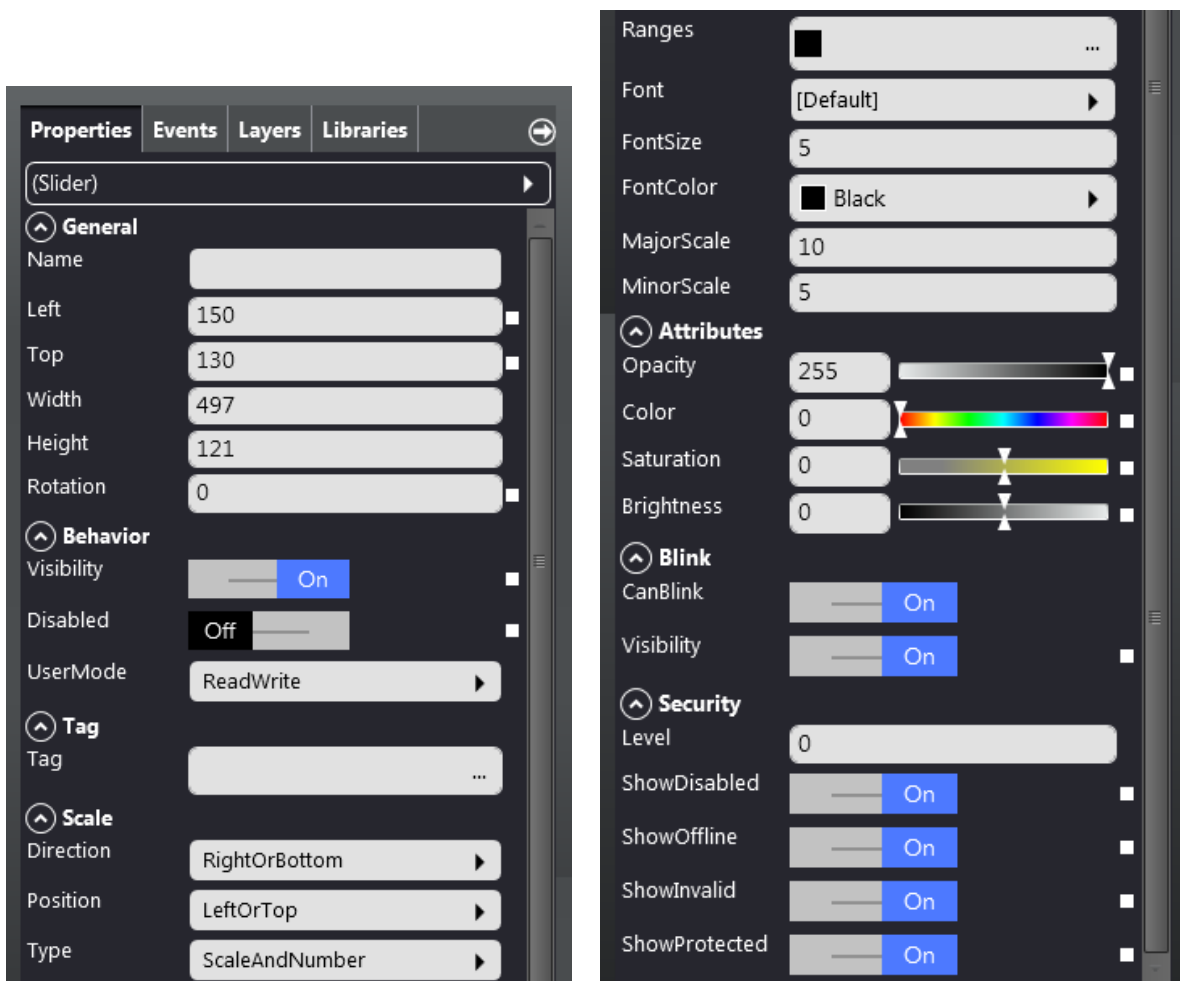 Properties Events Layers Libraries
(Slider)
General
Name
Left 150
Top 130
Width 497
Height 121
Rotation 0
Behavior
Visibility On
Disabled Off
UserMode ReadWrite
Tag
Tag ...
Scale
Direction RightOrBottom
Position LeftOrTop
Type ScaleAndNumber
Ranges ...
Font [Default]
FontSize 5
FontColor Black
MajorScale 10
MinorScale 5
Attributes
Opacity 255
Color 0
Saturation 0
Brightness 0
Blink
CanBlink On
Visibility On
Security
Level 0
ShowDisabled On
ShowOffline On
ShowInvalid On
ShowProtected On